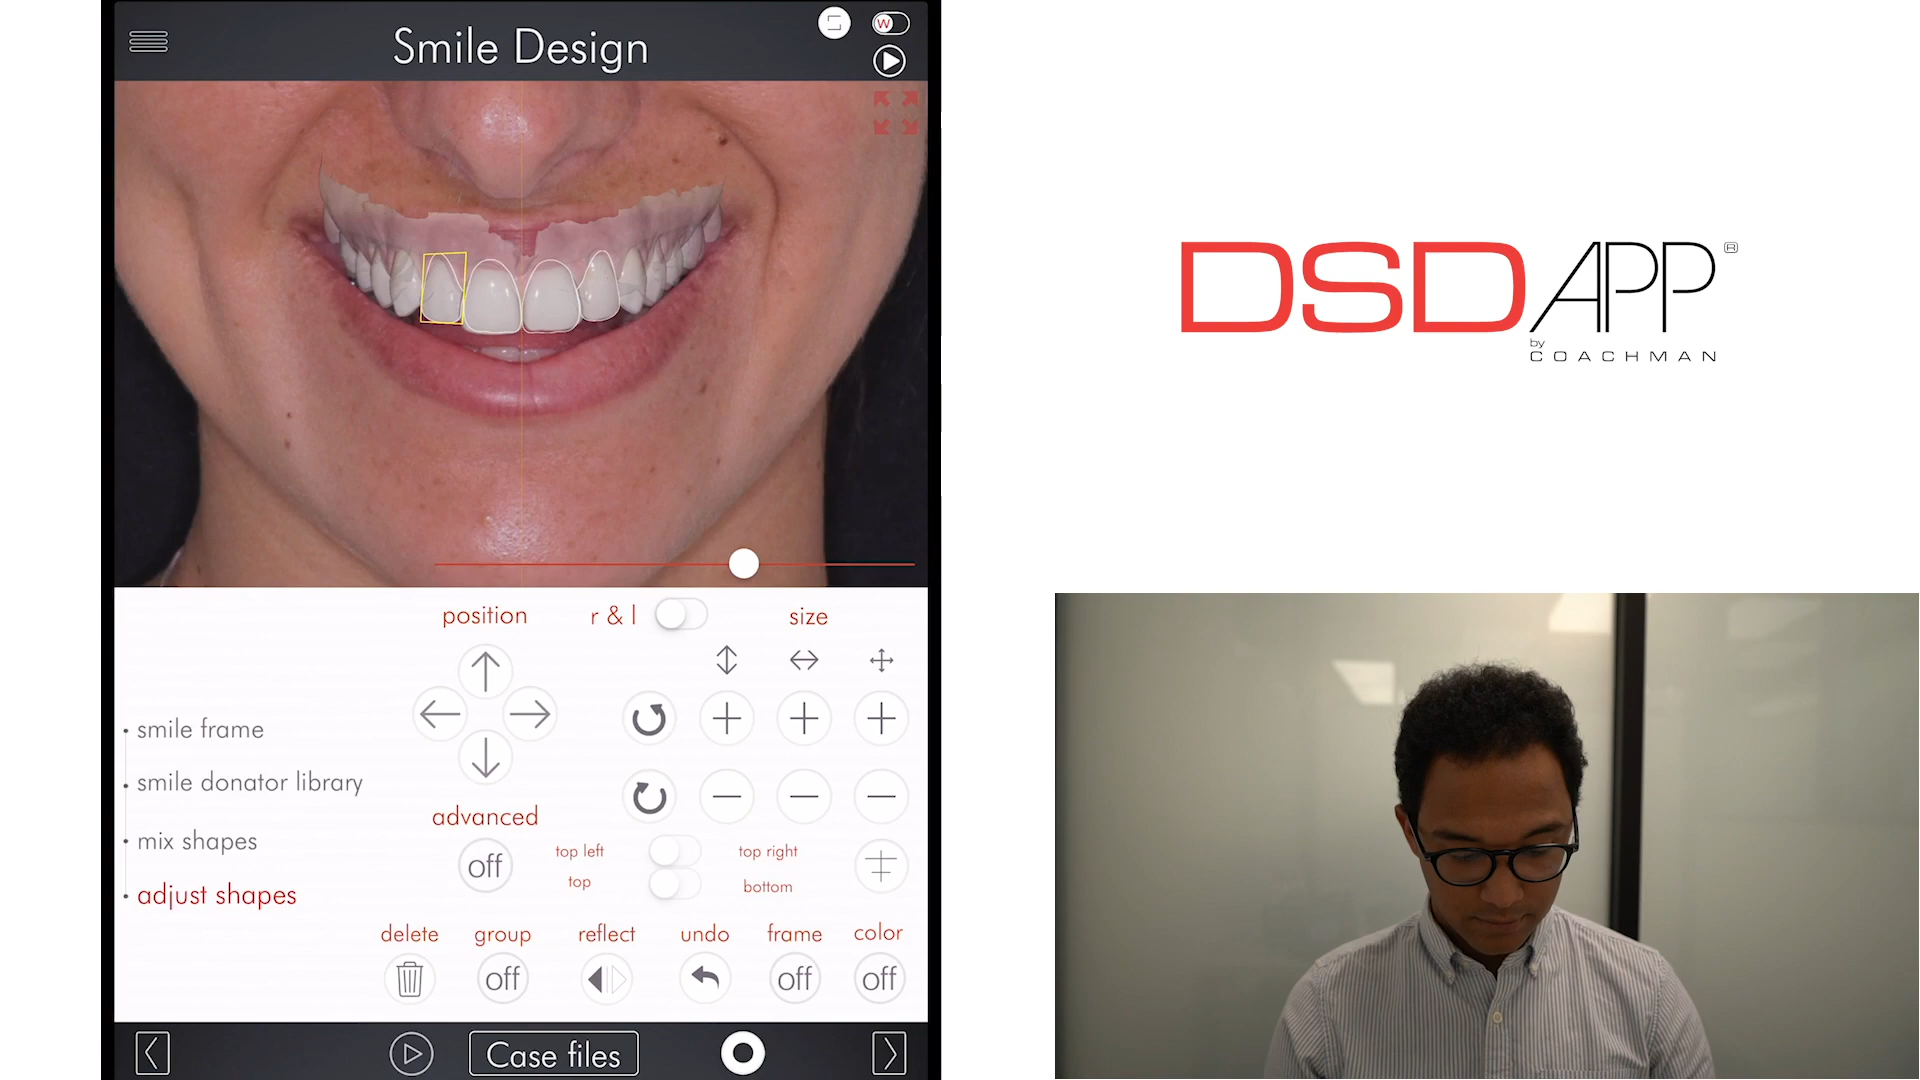 Smile Design
W
position
r & l
size
smile frame
smile donator library
mix shapes
adjust shapes
advanced
off
top left
top right
top
bottom
delete
group
reflect
undo
frame
color
off
off
off
Case files
DSDAPP®
by
COACHMAN